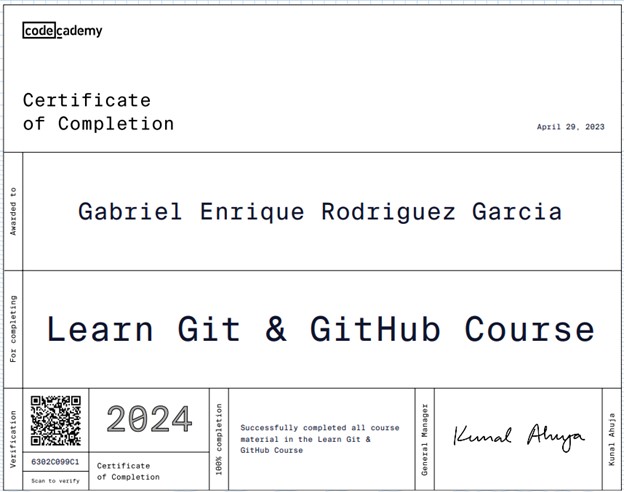 codecademy
Certificate
of Completion
April 29, 2023
Awarded to
Gabriel Enrique Rodriguez Garcia
For completing
Learn Git & GitHub Course
Verification
6302C099C1
Scan to verify
2024
Certificate
of Completion
100% completion
Successfully completed all course
material in the Learn Git &
GitHub Course
General Manager
Kunal Ahuja
Kunal Ahuja